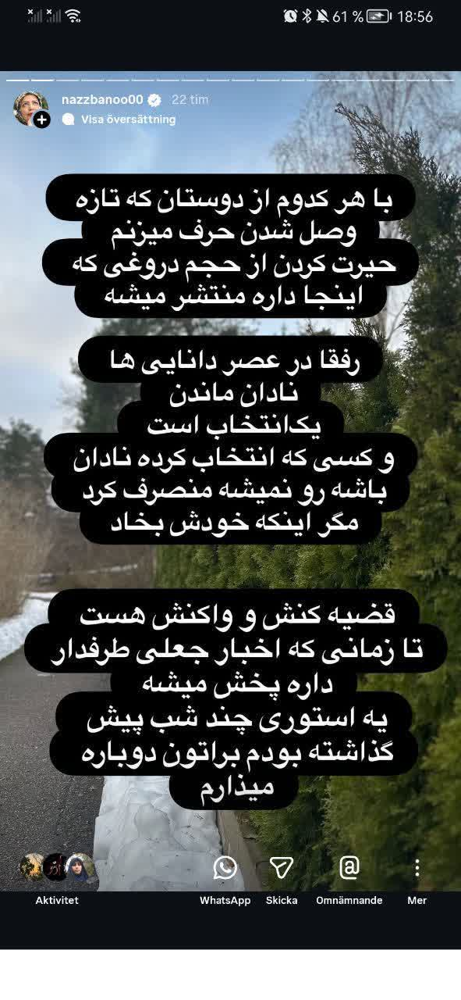 61 % 18:56
nazzbanoo00 22 tim
Visa översättning
با هر کدوم از دوستان که تازه
وصل شدن حرف میزنم
حیرت کردن از حجم دروغی که
اینجا داره منتشر میشه
رفقا در عصر دانایی ها
نادان ماندن
یک‌انتخاب است
و کسی که انتخاب کرده نادان
باشه رو نمیشه منصرف کرد
مگر اینکه خودش بخاد
قضیه کنش و واکنش هست
تا زمانی که اخبار جعلی طرفدار
داره پخش میشه
یه استوری چند شب پیش
گذاشته بودم براتون دوباره
میذارم
Aktivitet WhatsApp Skicka Omnämnande Mer